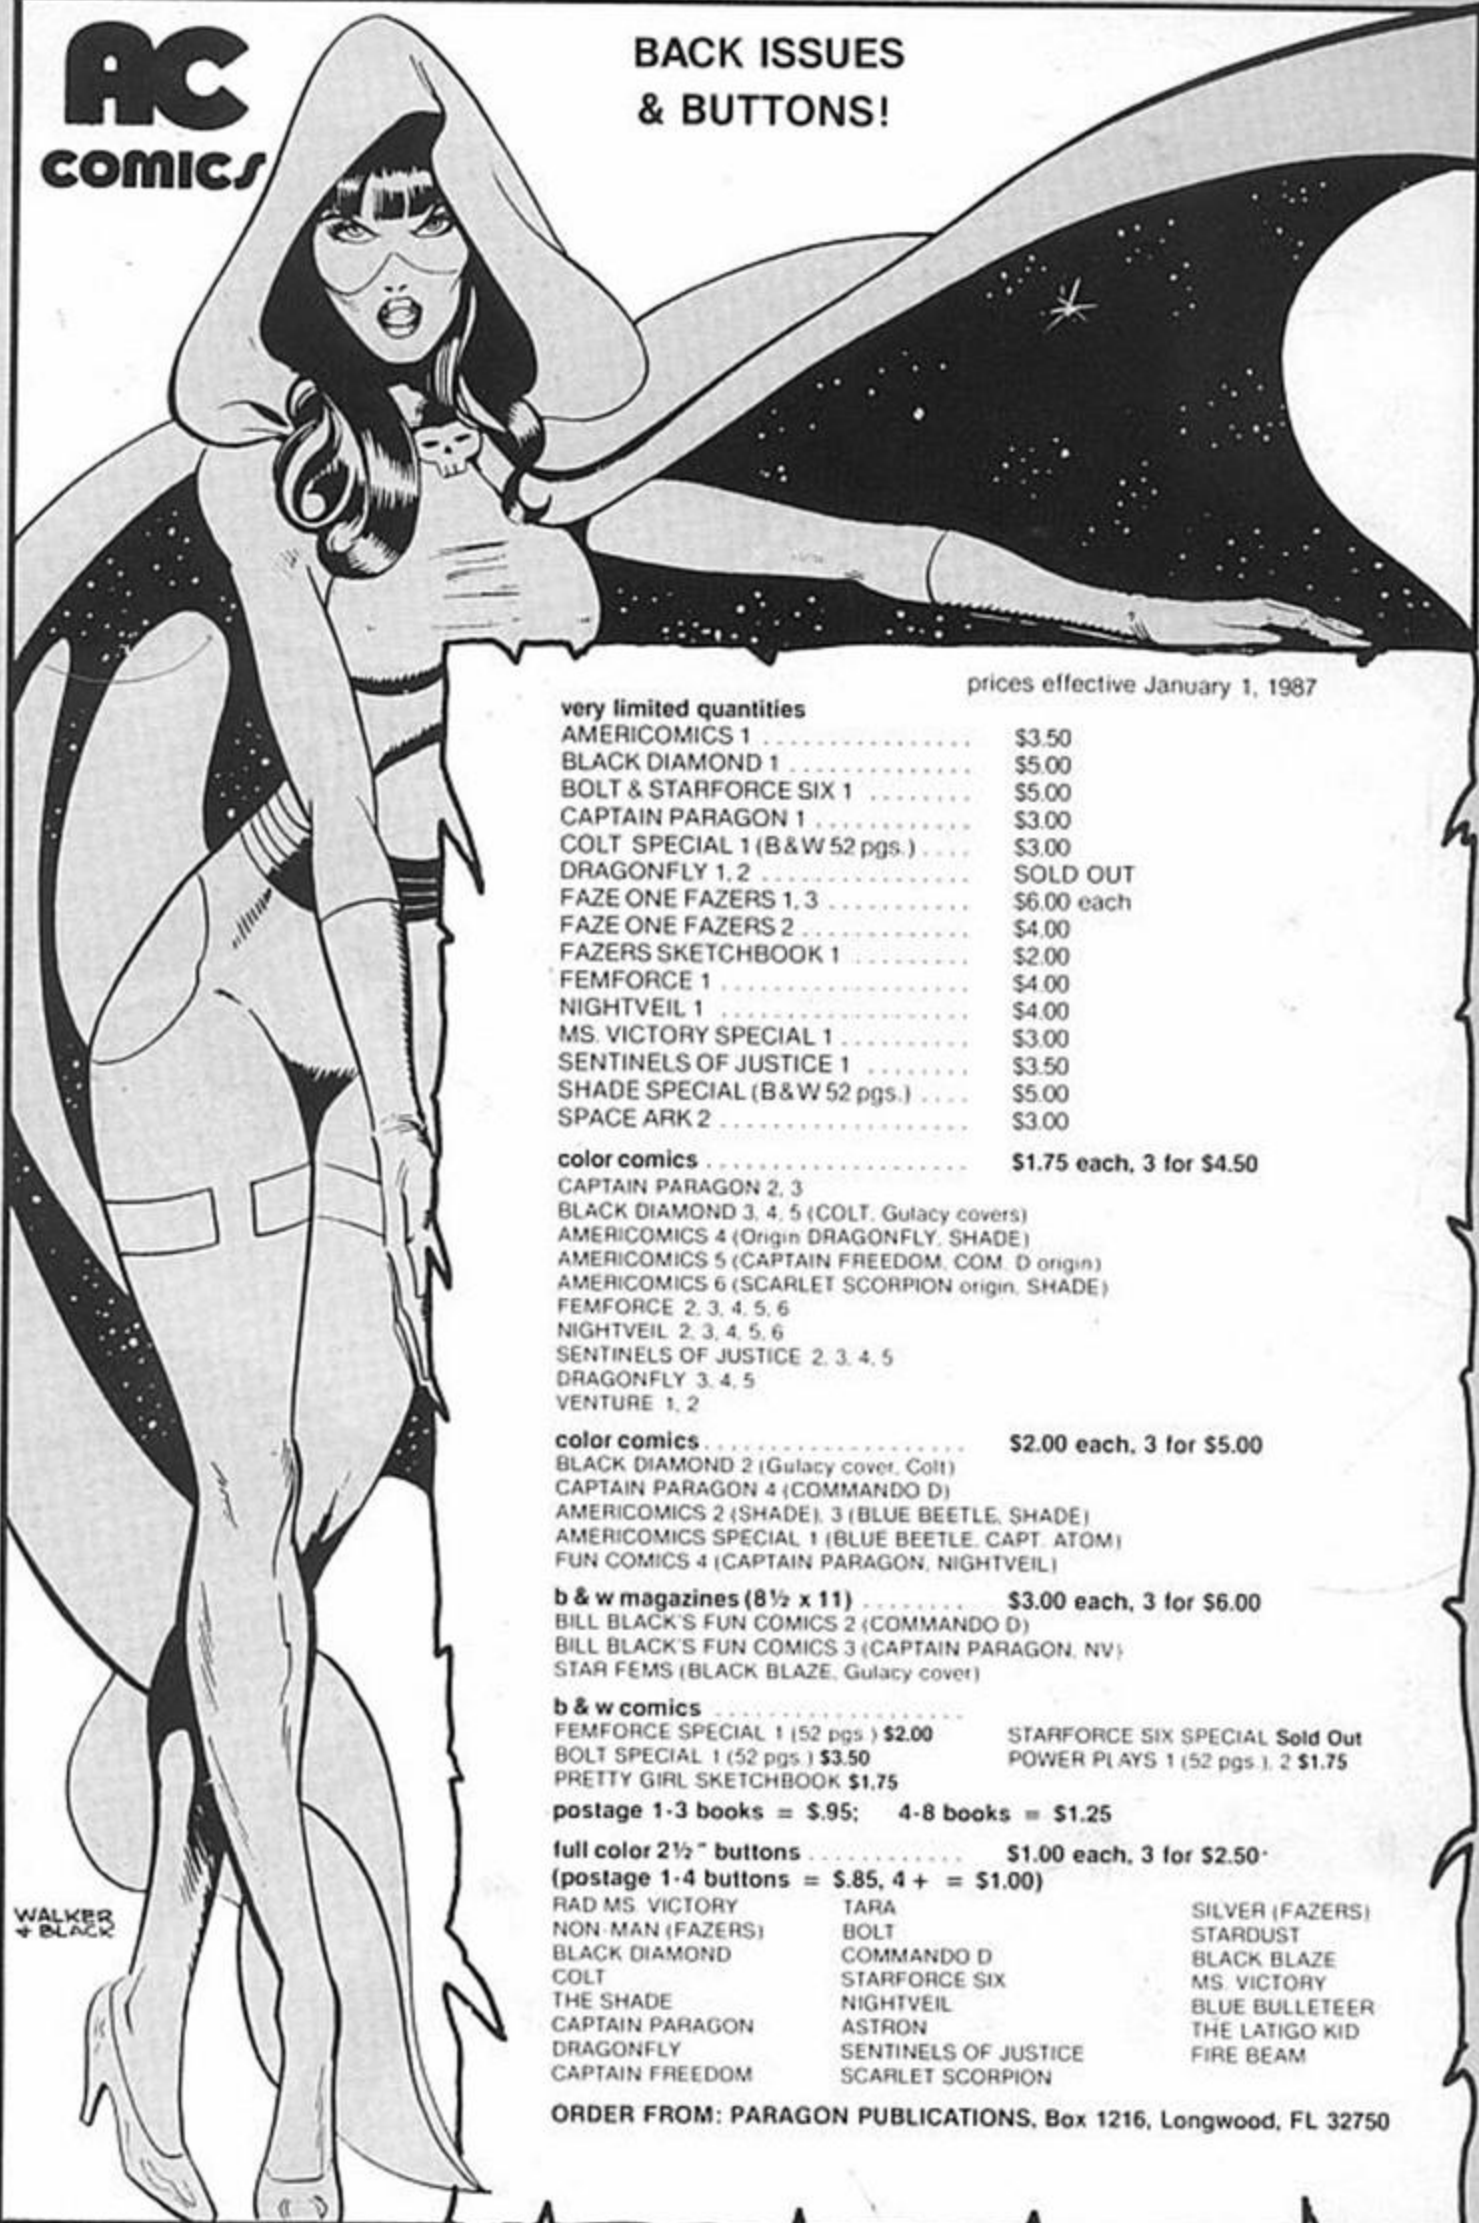 AC
COMICS
BACK ISSUES
& BUTTONS!
prices effective January 1, 1987
very limited quantities
AMERICOMICS 1 ................ $3.50
BLACK DIAMOND 1 .............. $5.00
BOLT & STARFORCE SIX 1 ........ $5.00
CAPTAIN PARAGON 1 ............ $3.00
COLT SPECIAL 1 (B&W 52 pgs.) .... $3.00
DRAGONFLY 1, 2 ................ SOLD OUT
FAZE ONE FAZERS 1, 3 ........... $6.00 each
FAZE ONE FAZERS 2 ............. $4.00
FAZERS SKETCHBOOK 1 ......... $2.00
FEMFORCE 1 ................... $4.00
NIGHTVEIL 1 ................... $4.00
MS. VICTORY SPECIAL 1 .......... $3.00
SENTINELS OF JUSTICE 1 ........ $3.50
SHADE SPECIAL (B&W 52 pgs.) .... $5.00
SPACE ARK 2 ................... $3.00
color comics .................... $1.75 each, 3 for $4.50
CAPTAIN PARAGON 2, 3
BLACK DIAMOND 3, 4, 5 (COLT, Gulacy covers)
AMERICOMICS 4 (Origin DRAGONFLY, SHADE)
AMERICOMICS 5 (CAPTAIN FREEDOM, COM. D origin)
AMERICOMICS 6 (SCARLET SCORPION origin, SHADE)
FEMFORCE 2, 3, 4, 5, 6
NIGHTVEIL 2, 3, 4, 5, 6
SENTINELS OF JUSTICE 2, 3, 4, 5
DRAGONFLY 3, 4, 5
VENTURE 1, 2
color comics .................... $2.00 each, 3 for $5.00
BLACK DIAMOND 2 (Gulacy cover, Colt)
CAPTAIN PARAGON 4 (COMMANDO D)
AMERICOMICS 2 (SHADE), 3 (BLUE BEETLE, SHADE)
AMERICOMICS SPECIAL 1 (BLUE BEETLE, CAPT. ATOM)
FUN COMICS 4 (CAPTAIN PARAGON, NIGHTVEIL)
b & w magazines (8½ x 11) ........ $3.00 each, 3 for $6.00
BILL BLACK'S FUN COMICS 2 (COMMANDO D)
BILL BLACK'S FUN COMICS 3 (CAPTAIN PARAGON, NV)
STAR FEMS (BLACK BLAZE, Gulacy cover)
b & w comics ...................
FEMFORCE SPECIAL 1 (52 pgs.) $2.00 STARFORCE SIX SPECIAL Sold Out
BOLT SPECIAL 1 (52 pgs.) $3.50 POWER PLAYS 1 (52 pgs.), 2 $1.75
PRETTY GIRL SKETCHBOOK $1.75
postage 1-3 books = $.95; 4-8 books = $1.25
full color 2½" buttons ............ $1.00 each, 3 for $2.50
(postage 1-4 buttons = $.85, 4 + = $1.00)
RAD MS. VICTORY TARA SILVER (FAZERS)
NON-MAN (FAZERS) BOLT STARDUST
BLACK DIAMOND COMMANDO D BLACK BLAZE
COLT STARFORCE SIX MS. VICTORY
THE SHADE NIGHTVEIL BLUE BULLETEER
CAPTAIN PARAGON ASTRON THE LATIGO KID
DRAGONFLY SENTINELS OF JUSTICE FIRE BEAM
CAPTAIN FREEDOM SCARLET SCORPION
ORDER FROM: PARAGON PUBLICATIONS, Box 1216, Longwood, FL 32750
WALKER
& BLACK